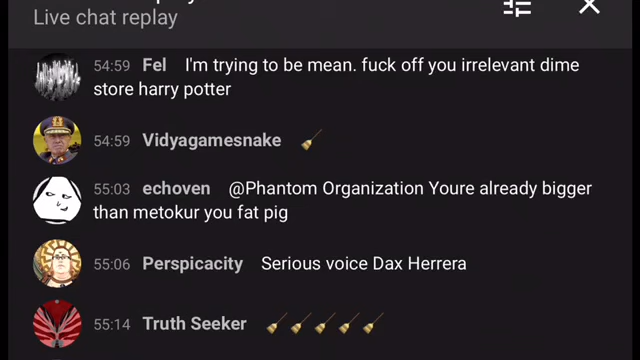 Live chat replay
54:59 Fel I'm trying to be mean. fuck off you irrelevant dime
store harry potter
54:59 Vidyagamesnake 🧹
55:03 echoven @Phantom Organization Youre already bigger
than metokur you fat pig
55:06 Perspicacity Serious voice Dax Herrera
55:14 Truth Seeker 🧹🧹🧹🧹🧹